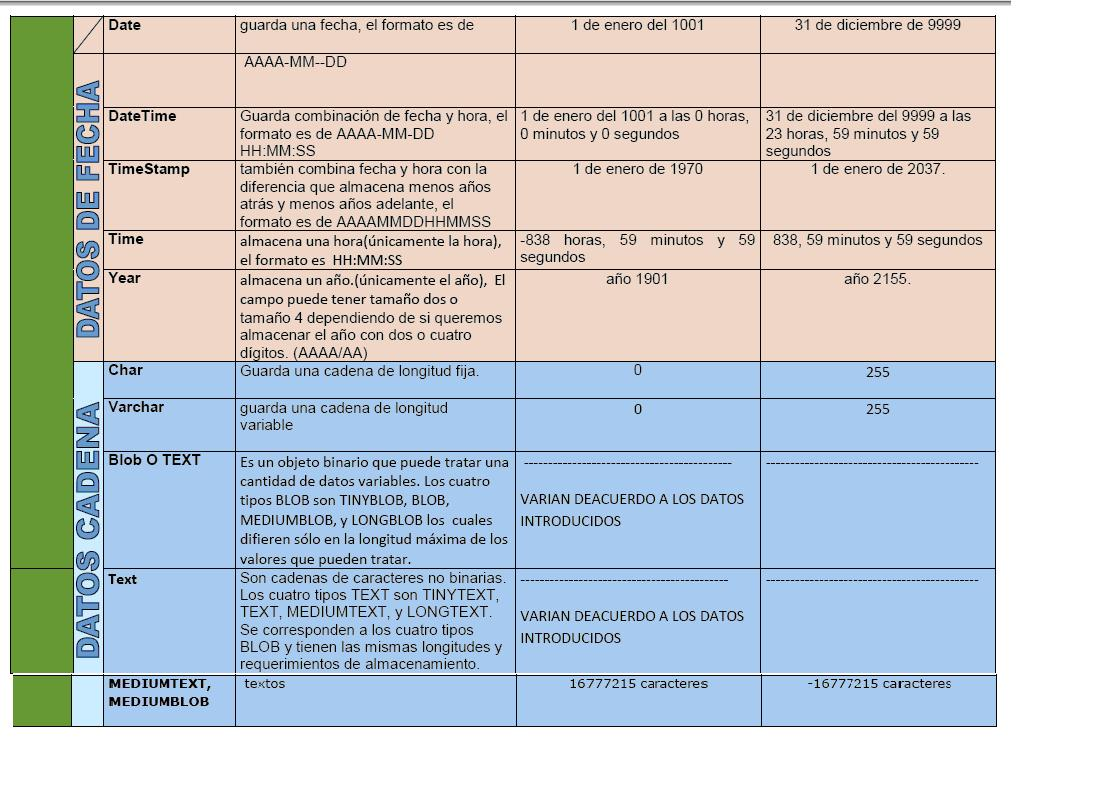 DATOS DE FECHA
Date
guarda una fecha, el formato es de
1 de enero del 1001
31 de diciembre de 9999
AAAA-MM--DD
DateTime
Guarda combinación de fecha y hora, el
formato es de AAAA-MM-DD
HH:MM:SS
1 de enero del 1001 a las 0 horas,
0 minutos y 0 segundos
31 de diciembre del 9999 a las
23 horas, 59 minutos y 59
segundos
TimeStamp
también combina fecha y hora con la
diferencia que almacena menos años
atrás y menos años adelante, el
formato es de AAAAMMDDHHMMSS
1 de enero de 1970
1 de enero de 2037.
Time
almacena una hora(únicamente la hora),
el formato es HH:MM:SS
-838 horas, 59 minutos y 59
segundos
838, 59 minutos y 59 segundos
Year
almacena un año.(únicamente el año), El
campo puede tener tamaño dos o
tamaño 4 dependiendo de si queremos
almacenar el año con dos o cuatro
dígitos. (AAAA/AA)
año 1901
año 2155.
DATOS CADENA
Char
Guarda una cadena de longitud fija.
0
255
Varchar
guarda una cadena de longitud
variable
0
255
Blob O TEXT
Es un objeto binario que puede tratar una
cantidad de datos variables. Los cuatro
tipos BLOB son TINYBLOB, BLOB,
MEDIUMBLOB, y LONGBLOB los cuales
difieren sólo en la longitud máxima de los
valores que pueden tratar.
--------------------------------------------
VARIAN DEACUERDO A LOS DATOS
INTRODUCIDOS
--------------------------------------------
Text
Son cadenas de caracteres no binarias.
Los cuatro tipos TEXT son TINYTEXT,
TEXT, MEDIUMTEXT, y LONGTEXT.
Se corresponden a los cuatro tipos
BLOB y tienen las mismas longitudes y
requerimientos de almacenamiento.
--------------------------------------------
VARIAN DEACUERDO A LOS DATOS
INTRODUCIDOS
--------------------------------------------
MEDIUMTEXT,
MEDIUMBLOB
textos
16777215 caracteres
-16777215 caracteres